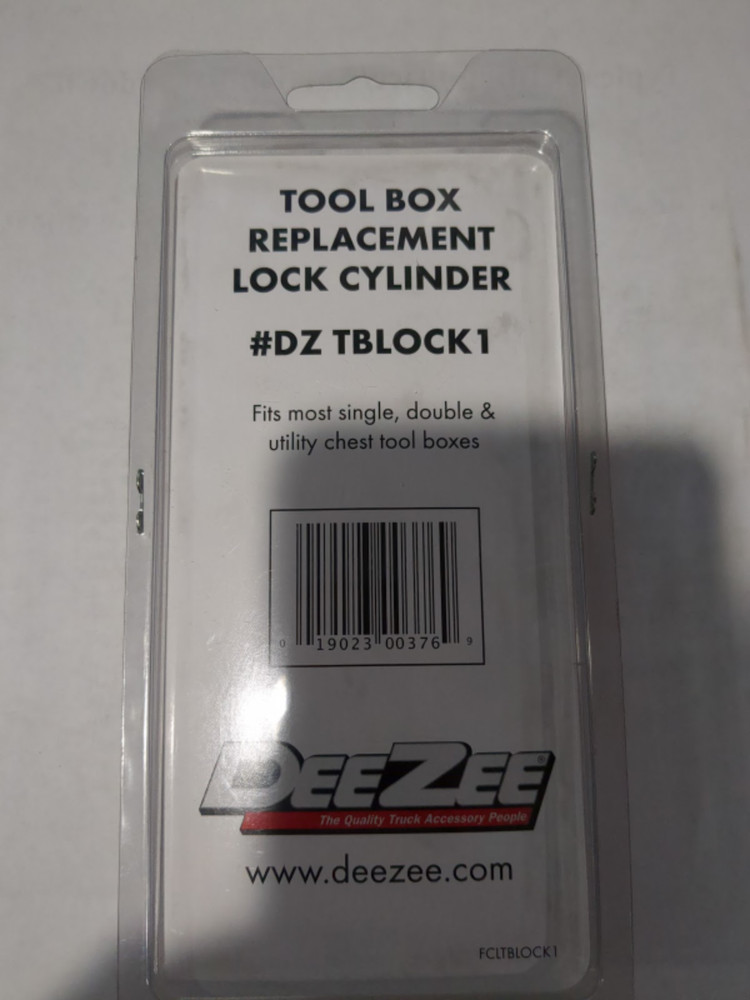 TOOL BOX
REPLACEMENT
LOCK CYLINDER
#DZ TBLOCK1
Fits most single, double &
utility chest tool boxes
0 19023 00376 9
DEEZEE®
The Quality Truck Accessory People
www.deezee.com
FCLTBLOCK1